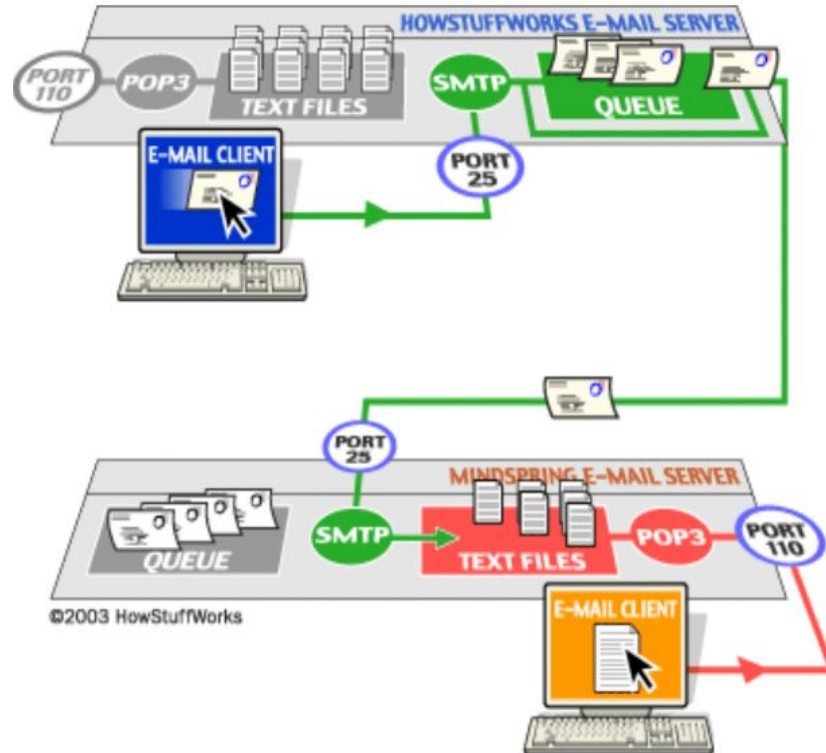 HOWSTUFFWORKS E-MAIL SERVER
PORT
110
POP3
TEXT FILES
SMTP
QUEUE
E-MAIL CLIENT
PORT
25
PORT
25
MINDSPRING E-MAIL SERVER
QUEUE
SMTP
TEXT FILES
POP3
PORT
110
©2003 HowStuffWorks
E-MAIL CLIENT